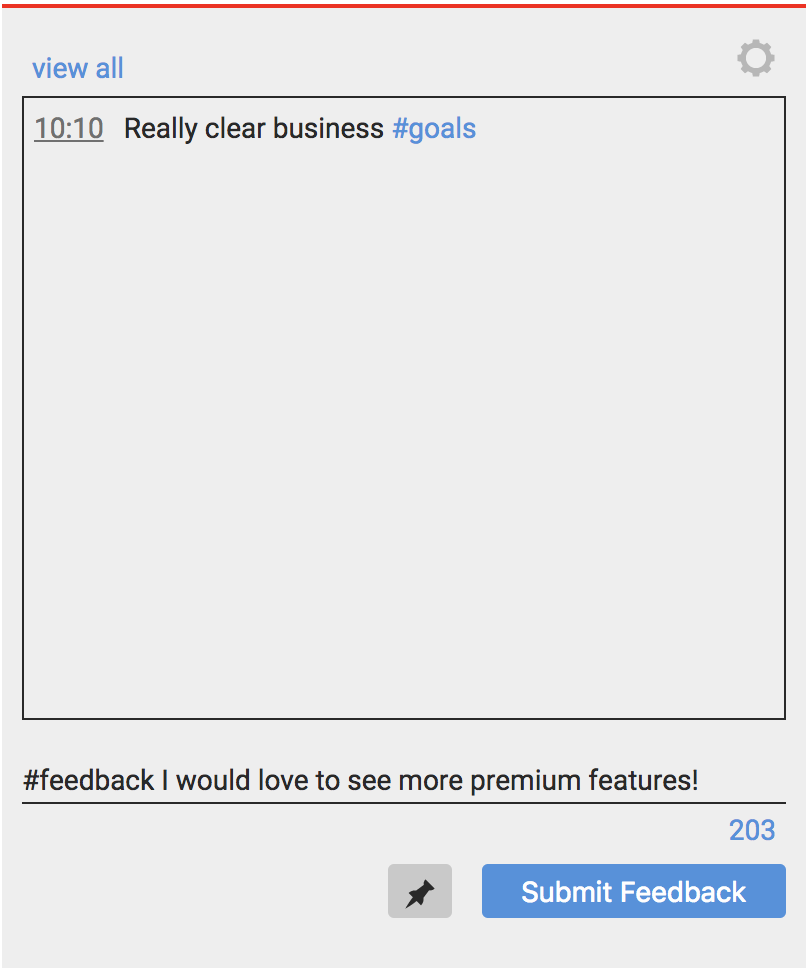 view all
10:10 Really clear business #goals
#feedback I would love to see more premium features!
203
Submit Feedback